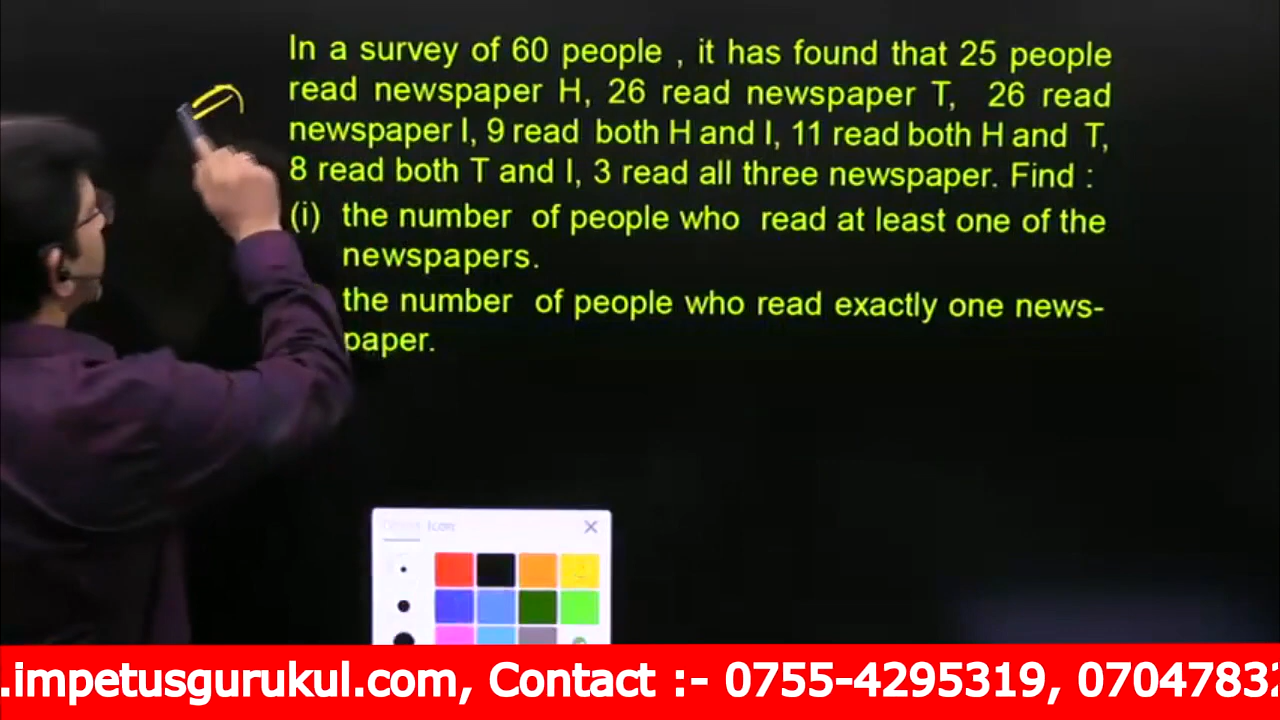 In a survey of 60 people , it has found that 25 people
read newspaper H, 26 read newspaper T, 26 read
newspaper I, 9 read both H and I, 11 read both H and T,
8 read both T and I, 3 read all three newspaper. Find :
(i) the number of people who read at least one of the
newspapers.
the number of people who read exactly one news-
paper.
Icon
.impetusgurukul.com, Contact :- 0755-4295319, 07047832